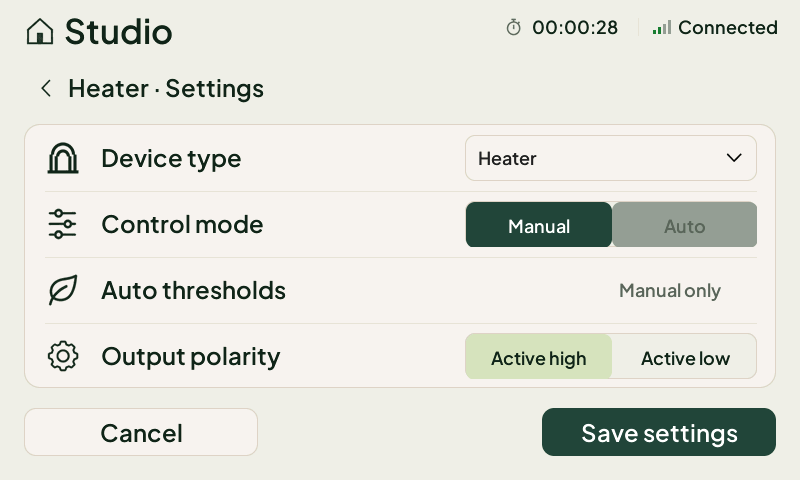 Studio
00:00:28
Connected
Heater · Settings
Device type
Heater
Control mode
Manual
Auto
Auto thresholds
Manual only
Output polarity
Active high
Active low
Cancel
Save settings